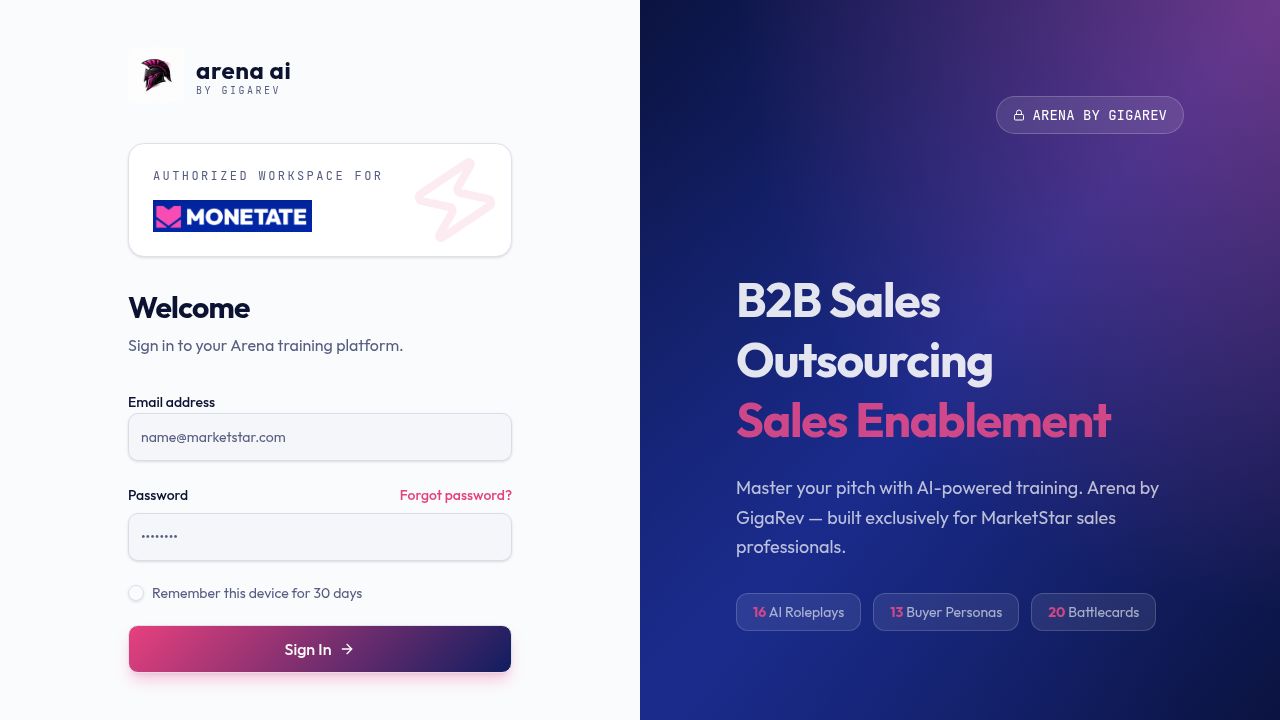 arena ai
BY GIGAREV
AUTHORIZED WORKSPACE FOR
MONETATE
Welcome
Sign in to your Arena training platform.
Email address
name@marketstar.com
Password
Forgot password?
••••••••
Remember this device for 30 days
Sign In →
ARENA BY GIGAREV
B2B Sales
Outsourcing
Sales Enablement
Master your pitch with AI-powered training. Arena by
GigaRev — built exclusively for MarketStar sales
professionals.
16 AI Roleplays
13 Buyer Personas
20 Battlecards